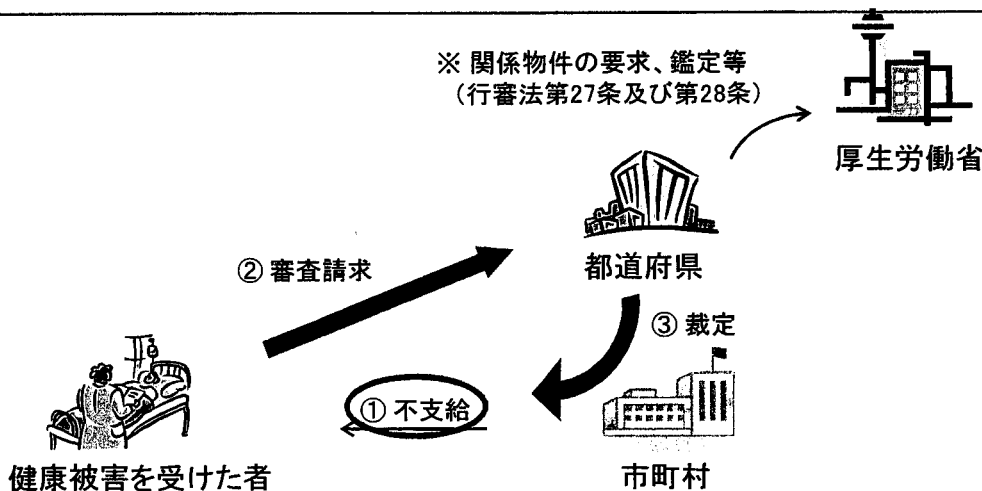 ※ 関係物件の要求、鑑定等
（行審法第27条及び第28条）
厚生労働省
都道府県
② 審査請求
③ 裁定
① 不支給
健康被害を受けた者
市町村